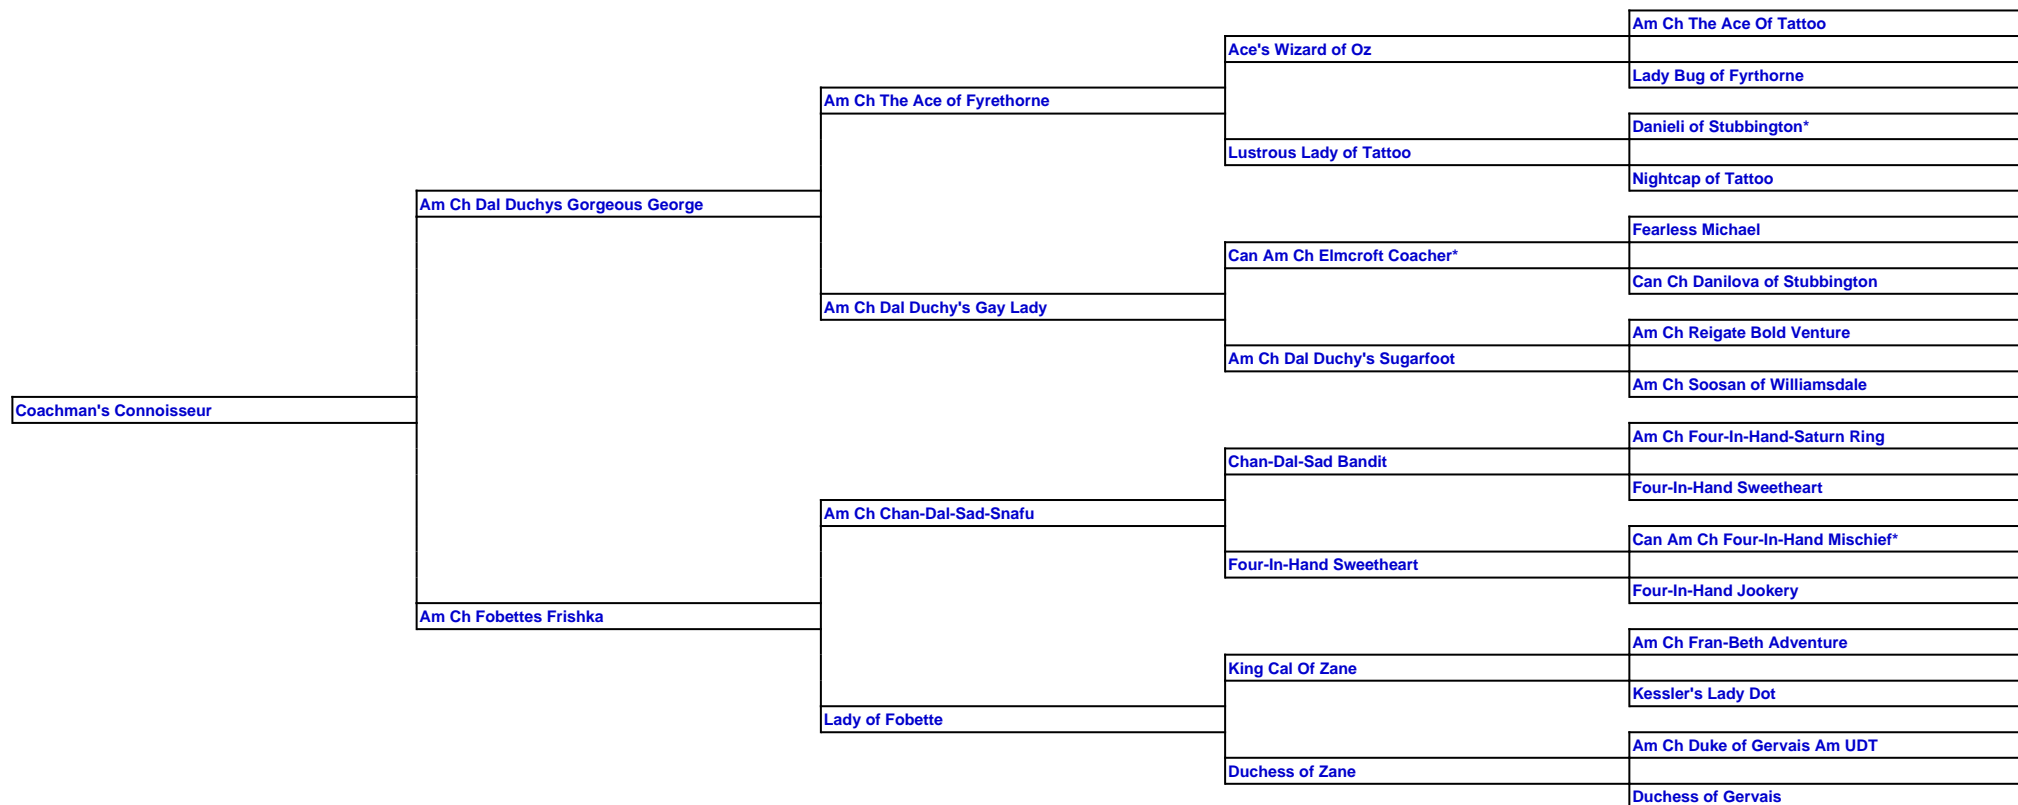 Am Ch The Ace Of Tattoo
Ace's Wizard of Oz
Lady Bug of Fyrthorne
Am Ch The Ace of Fyrethorne
Danieli of Stubbington*
Lustrous Lady of Tattoo
Nightcap of Tattoo
Am Ch Dal Duchys Gorgeous George
Fearless Michael
Can Am Ch Elmcroft Coacher*
Can Ch Danilova of Stubbington
Am Ch Dal Duchy's Gay Lady
Am Ch Reigate Bold Venture
Am Ch Dal Duchy's Sugarfoot
Am Ch Soosan of Williamsdale
Coachman's Connoisseur
Am Ch Four-In-Hand-Saturn Ring
Chan-Dal-Sad Bandit
Four-In-Hand Sweetheart
Am Ch Chan-Dal-Sad-Snafu
Can Am Ch Four-In-Hand Mischief*
Four-In-Hand Sweetheart
Four-In-Hand Jookery
Am Ch Fobettes Frishka
Am Ch Fran-Beth Adventure
King Cal Of Zane
Kessler's Lady Dot
Lady of Fobette
Am Ch Duke of Gervais Am UDT
Duchess of Zane
Duchess of Gervais